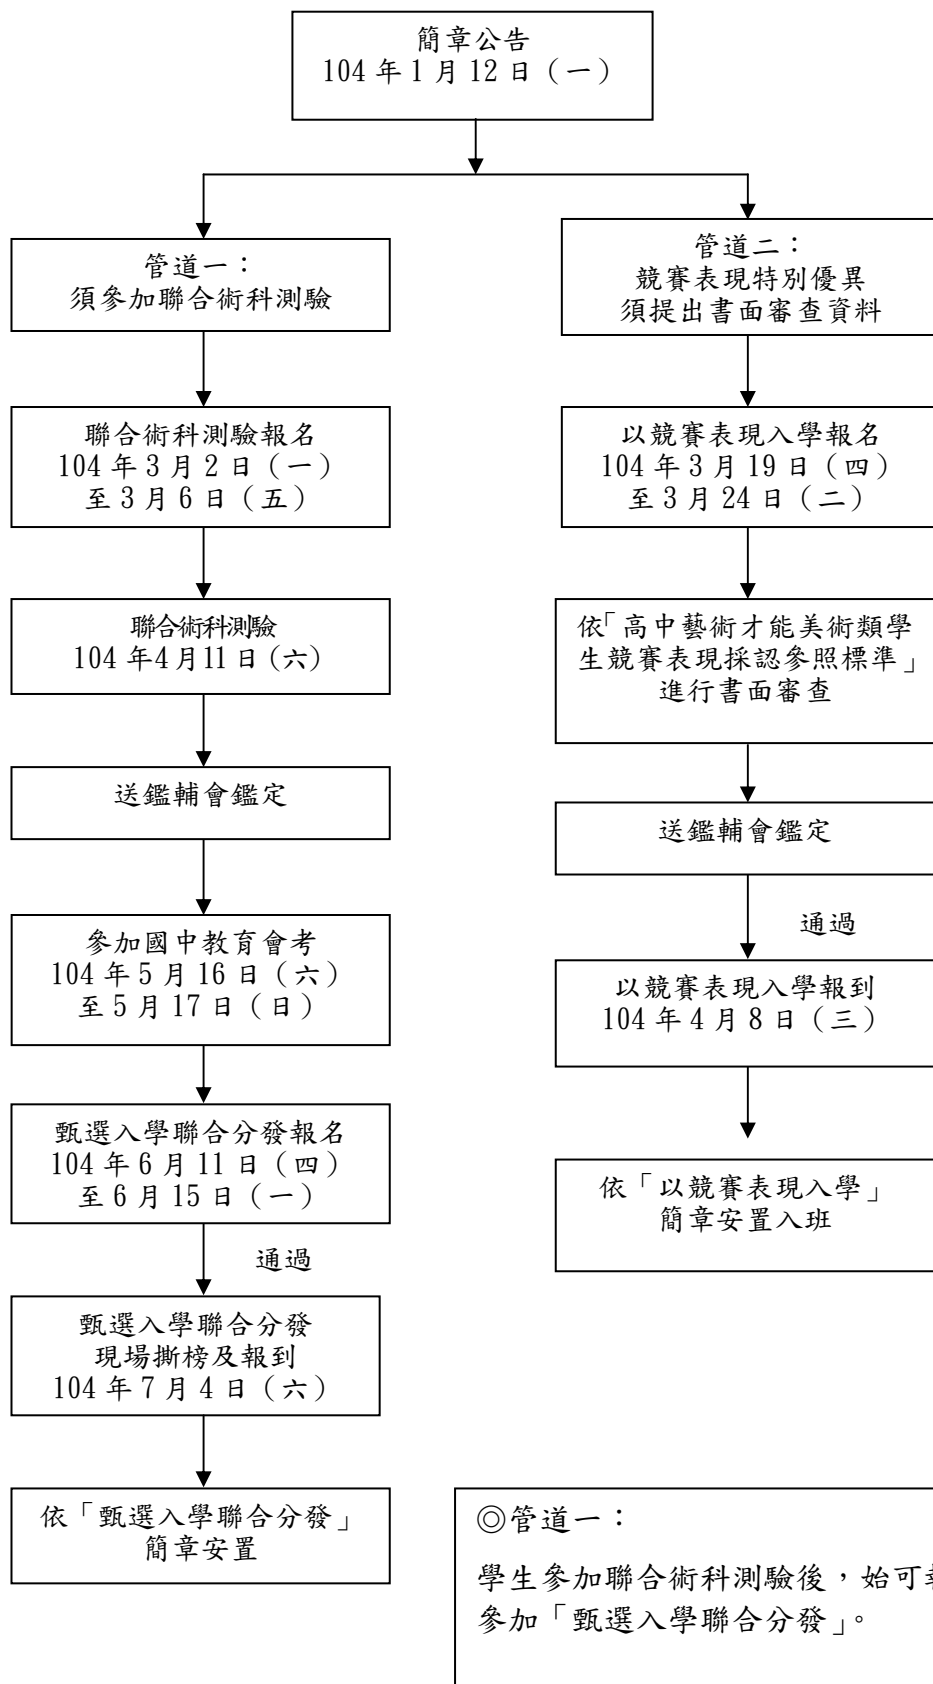 簡章公告
104 年 1 月 12 日（一）
管道一：
須參加聯合術科測驗
聯合術科測驗報名
104 年 3 月 2 日（一）
至 3 月 6 日（五）
聯合術科測驗
104 年4 月11 日（六）
送鑑輔會鑑定
參加國中教育會考
104 年 5 月 16 日（六）
至 5 月 17 日（日）
甄選入學聯合分發報名
104 年 6 月 11 日（四）
至 6 月 15 日（一）
通過
甄選入學聯合分發
現場撕榜及報到
104 年 7 月 4 日（六）
依「甄選入學聯合分發」
簡章安置
管道二：
競賽表現特別優異
須提出書面審查資料
以競賽表現入學報名
104 年 3 月 19 日（四）
至 3 月 24 日（二）
依「高中藝術才能美術類學
生競賽表現採認參照標準」
進行書面審查
送鑑輔會鑑定
通過
以競賽表現入學報到
104 年 4 月 8 日（三）
依「以競賽表現入學」
簡章安置入班
◎管道一：
學生參加聯合術科測驗後，始可
參加「甄選入學聯合分發」。